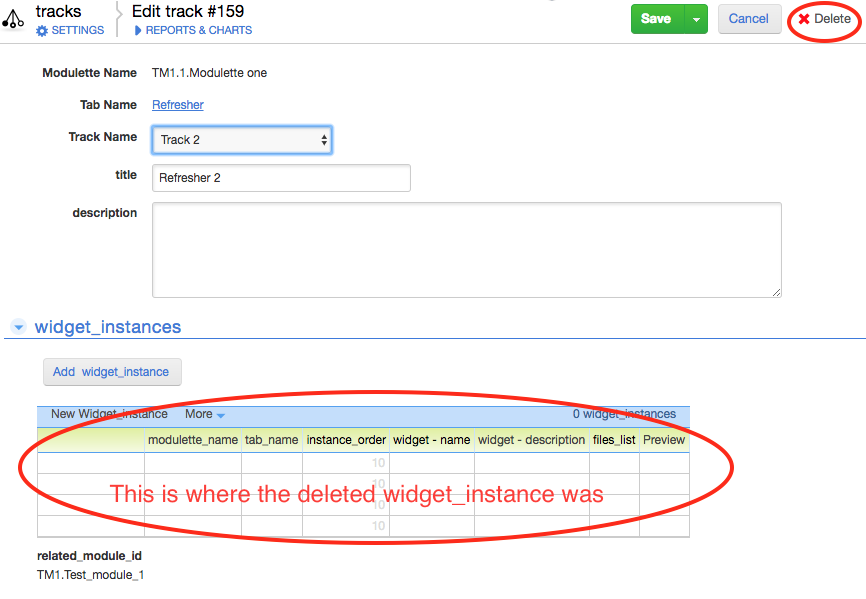 tracks
Edit track #159
Save
Cancel
Delete
SETTINGS
REPORTS & CHARTS
Modulette Name TM1.1.Modulette one
Tab Name Refresher
Track Name Track 2
title Refresher 2
description
widget_instances
Add widget_instance
New Widget_instance More 0 widget_instances
modulette_name tab_name instance_order widget - name widget - description files_list Preview
10
10
This is where the deleted widget_instance was
10
10
related_module_id
TM1.Test_module_1